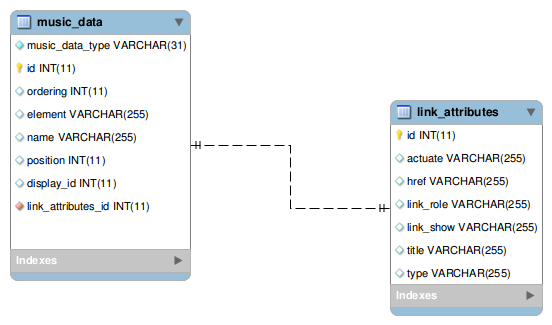 music_data
music_data_type VARCHAR(31)
id INT(11)
ordering INT(11)
element VARCHAR(255)
name VARCHAR(255)
position INT(11)
display_id INT(11)
link_attributes_id INT(11)
Indexes
link_attributes
id INT(11)
actuate VARCHAR(255)
href VARCHAR(255)
link_role VARCHAR(255)
link_show VARCHAR(255)
title VARCHAR(255)
type VARCHAR(255)
Indexes